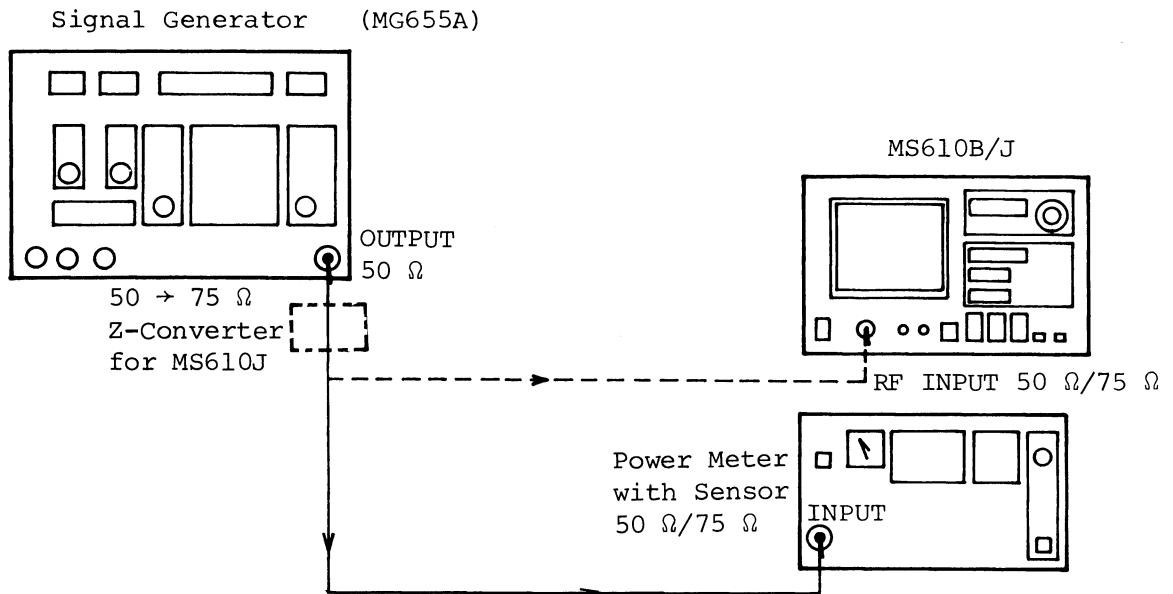 Signal Generator (MG655A)
MS610B/J
OUTPUT
50 Ω
50 → 75 Ω
Z-Converter
for MS610J
RF INPUT 50 Ω/75 Ω
Power Meter
with Sensor
50 Ω/75 Ω
INPUT